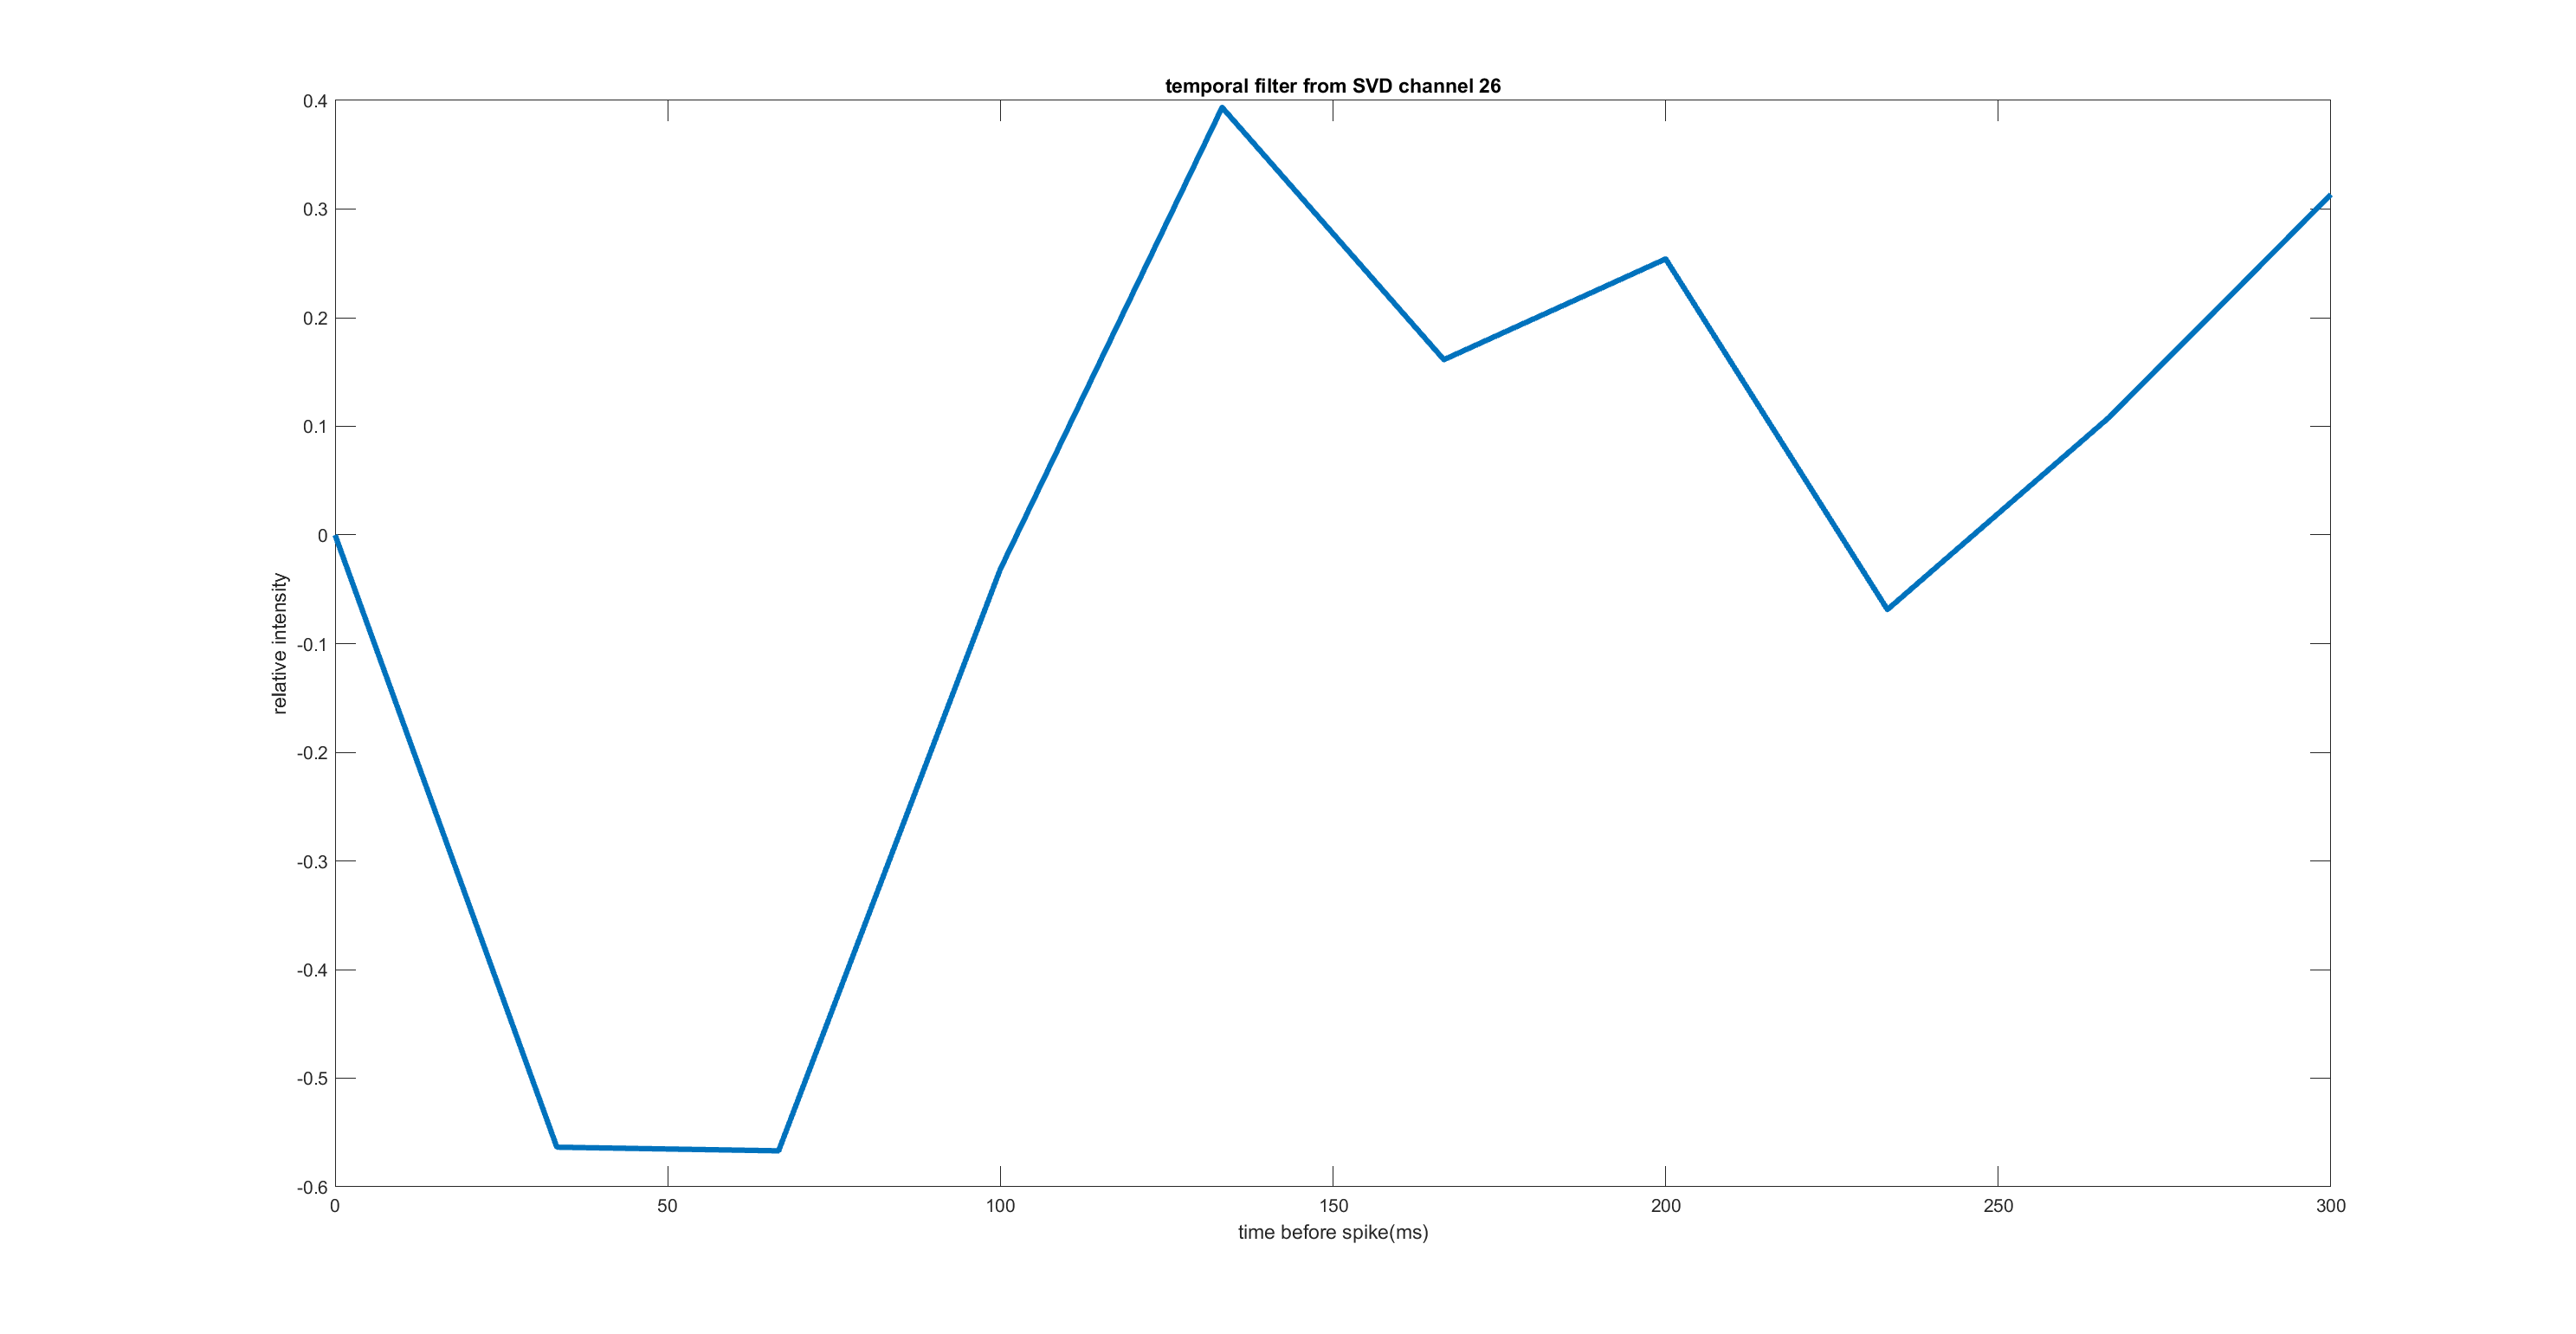 temporal filter from SVD channel 26
0.4
0.3
0.2
0.1
0
-0.1
-0.2
-0.3
-0.4
-0.5
-0.6
relative intensity
0 50 100 150 200 250 300
time before spike(ms)